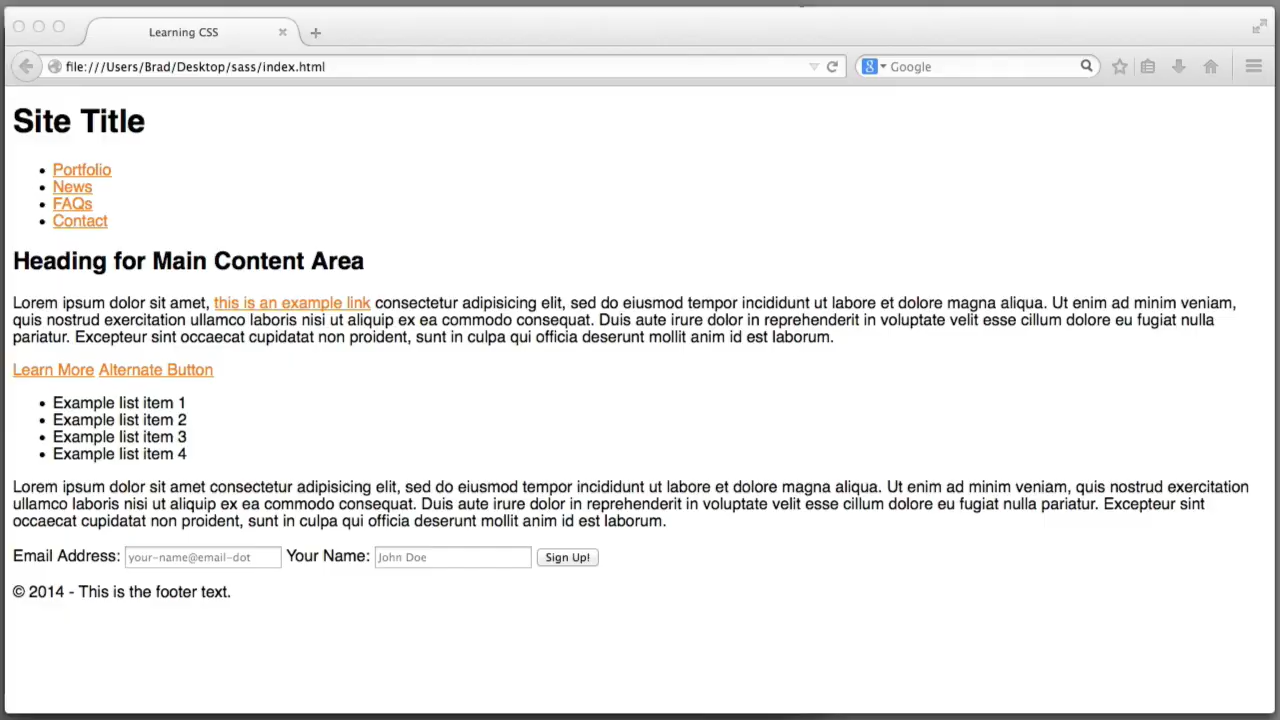 Learning CSS
file:///Users/Brad/Desktop/sass/index.html
Google
Site Title
Portfolio
News
FAQs
Contact
Heading for Main Content Area
Lorem ipsum dolor sit amet, this is an example link consectetur adipisicing elit, sed do eiusmod tempor incididunt ut labore et dolore magna aliqua. Ut enim ad minim veniam,
quis nostrud exercitation ullamco laboris nisi ut aliquip ex ea commodo consequat. Duis aute irure dolor in reprehenderit in voluptate velit esse cillum dolore eu fugiat nulla
pariatur. Excepteur sint occaecat cupidatat non proident, sunt in culpa qui officia deserunt mollit anim id est laborum.
Learn More Alternate Button
Example list item 1
Example list item 2
Example list item 3
Example list item 4
Lorem ipsum dolor sit amet consectetur adipisicing elit, sed do eiusmod tempor incididunt ut labore et dolore magna aliqua. Ut enim ad minim veniam, quis nostrud exercitation
ullamco laboris nisi ut aliquip ex ea commodo consequat. Duis aute irure dolor in reprehenderit in voluptate velit esse cillum dolore eu fugiat nulla pariatur. Excepteur sint
occaecat cupidatat non proident, sunt in culpa qui officia deserunt mollit anim id est laborum.
Email Address: your-name@email-dot Your Name: John Doe Sign Up!
© 2014 - This is the footer text.